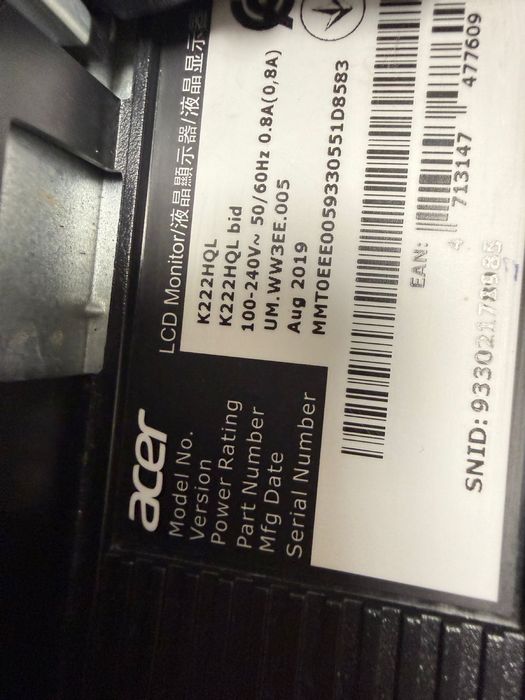 LCD Monitor/液晶顯示器/液晶显示
acer
Model No. K222HQL
Version K222HQL bid
Power Rating 100-240V~ 50/60Hz 0.8A(0,8A)
Part Number UM.WW3EE.005
Mfg Date Aug 2019
Serial Number MMT0EEE0059330551D8583
EAN:
4 713147 477609
SNID: